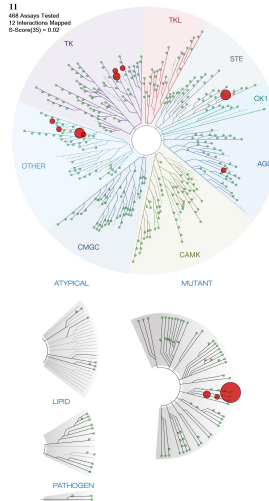 11
468 Assays Tested
12 Interactions Mapped
S-Score(35) = 0.02
TKL
TK
STE
CK1
OTHER
AGC
CMGC
CAMK
ATYPICAL
MUTANT
LIPID
PATHOGEN